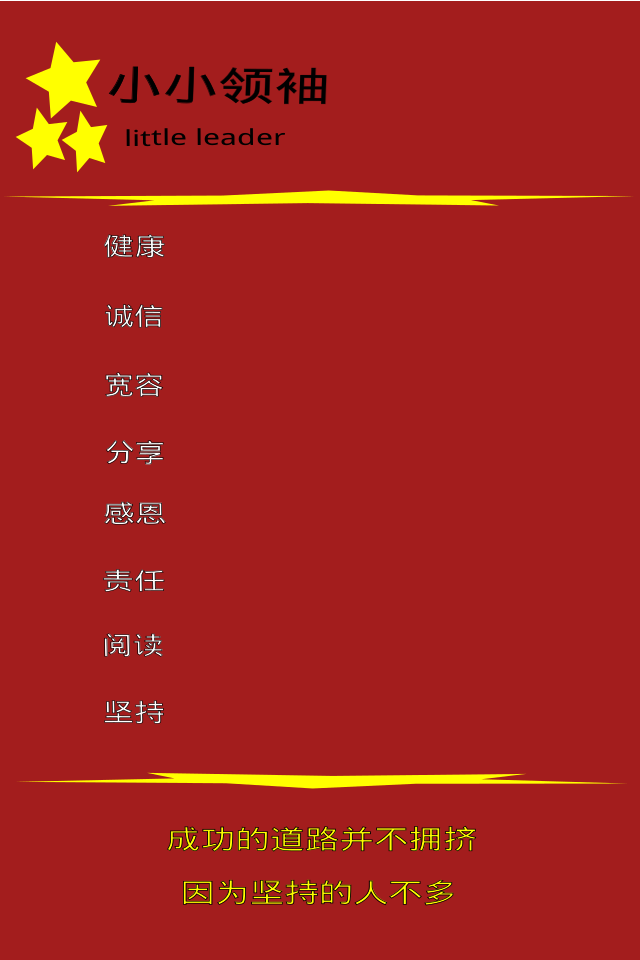 小小领袖
little leader
健康
诚信
宽容
分享
感恩
责任
阅读
坚持
成功的道路并不拥挤
因为坚持的人不多